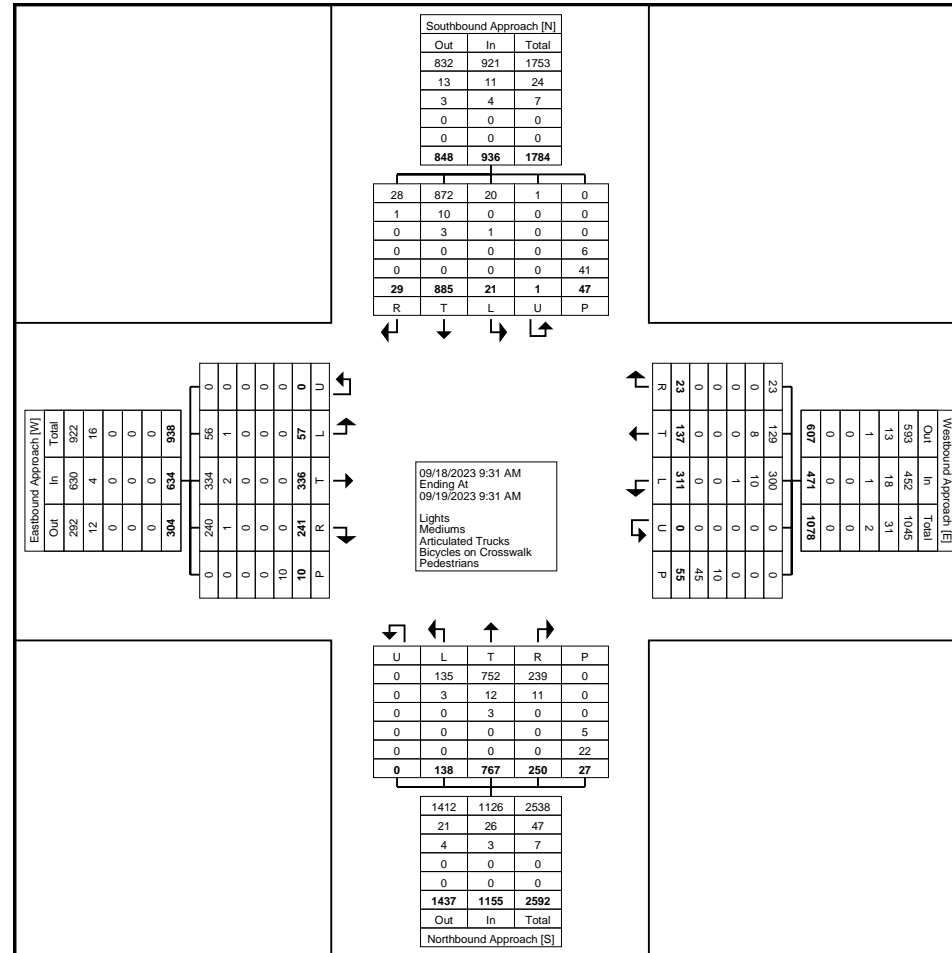 Southbound Approach [N]
Out In Total
832 921 1753
13 11 24
3 4 7
0 0 0
0 0 0
848 936 1784
28 872 20 1 0
1 10 0 0 0
0 3 1 0 0
0 0 0 0 6
0 0 0 0 41
29 885 21 1 47
R T L U P
Eastbound Approach [W]
Out In Total
292 630 922
12 4 16
0 0 0
0 0 0
0 0 0
304 634 938
0 56 334 240 0
0 1 2 1 0
0 0 0 0 0
0 0 0 0 0
0 0 0 0 10
0 57 336 241 10
U L T R P
09/18/2023 9:31 AM
Ending At
09/19/2023 9:31 AM
Lights
Mediums
Articulated Trucks
Bicycles on Crosswalk
Pedestrians
R T L U P
23 137 311 0 55
0 0 0 0 45
0 0 0 0 10
0 0 1 0 0
0 8 10 0 0
23 129 300 0 0
Westbound Approach [E]
Out In Total
593 452 1045
13 18 31
1 1 2
0 0 0
0 0 0
607 471 1078
U L T R P
0 135 752 239 0
0 3 12 11 0
0 0 3 0 0
0 0 0 0 5
0 0 0 0 22
0 138 767 250 27
1412 1126 2538
21 26 47
4 3 7
0 0 0
0 0 0
1437 1155 2592
Out In Total
Northbound Approach [S]